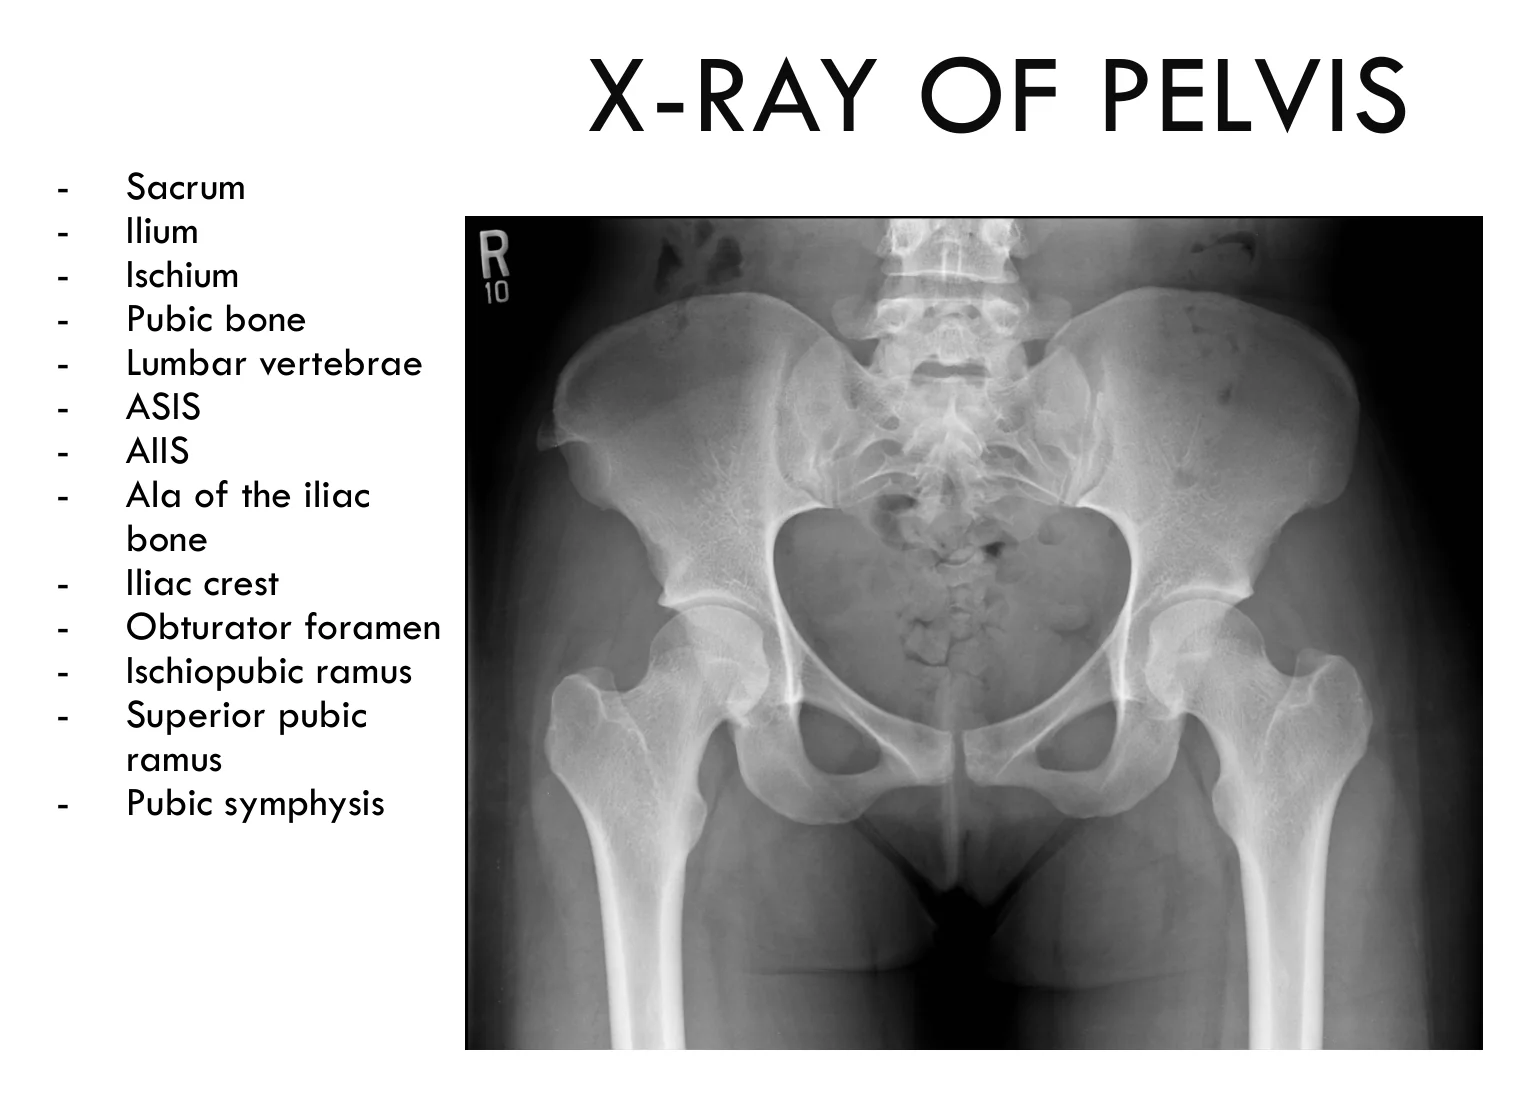 X-RAY OF PELVIS
- Sacrum
- Ilium
- Ischium
- Pubic bone
- Lumbar vertebrae
- ASIS
- AIIS
- Ala of the iliac
bone
- Iliac crest
- Obturator foramen
- Ischiopubic ramus
- Superior pubic
ramus
- Pubic symphysis
R
10